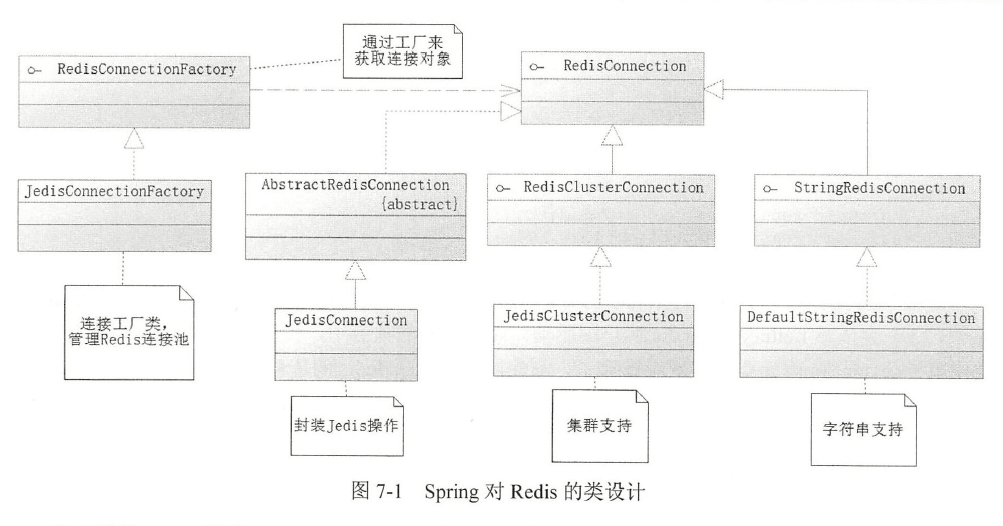 通过工厂来
获取连接对象
RedisConnectionFactory
RedisConnection
JedisConnectionFactory
AbstractRedisConnection
{abstract}
RedisClusterConnection
StringRedisConnection
连接工厂类，
管理Redis连接池
JedisConnection
JedisClusterConnection
DefaultStringRedisConnection
封装Jedis操作
集群支持
字符串支持
图 7-1 Spring 对 Redis 的类设计